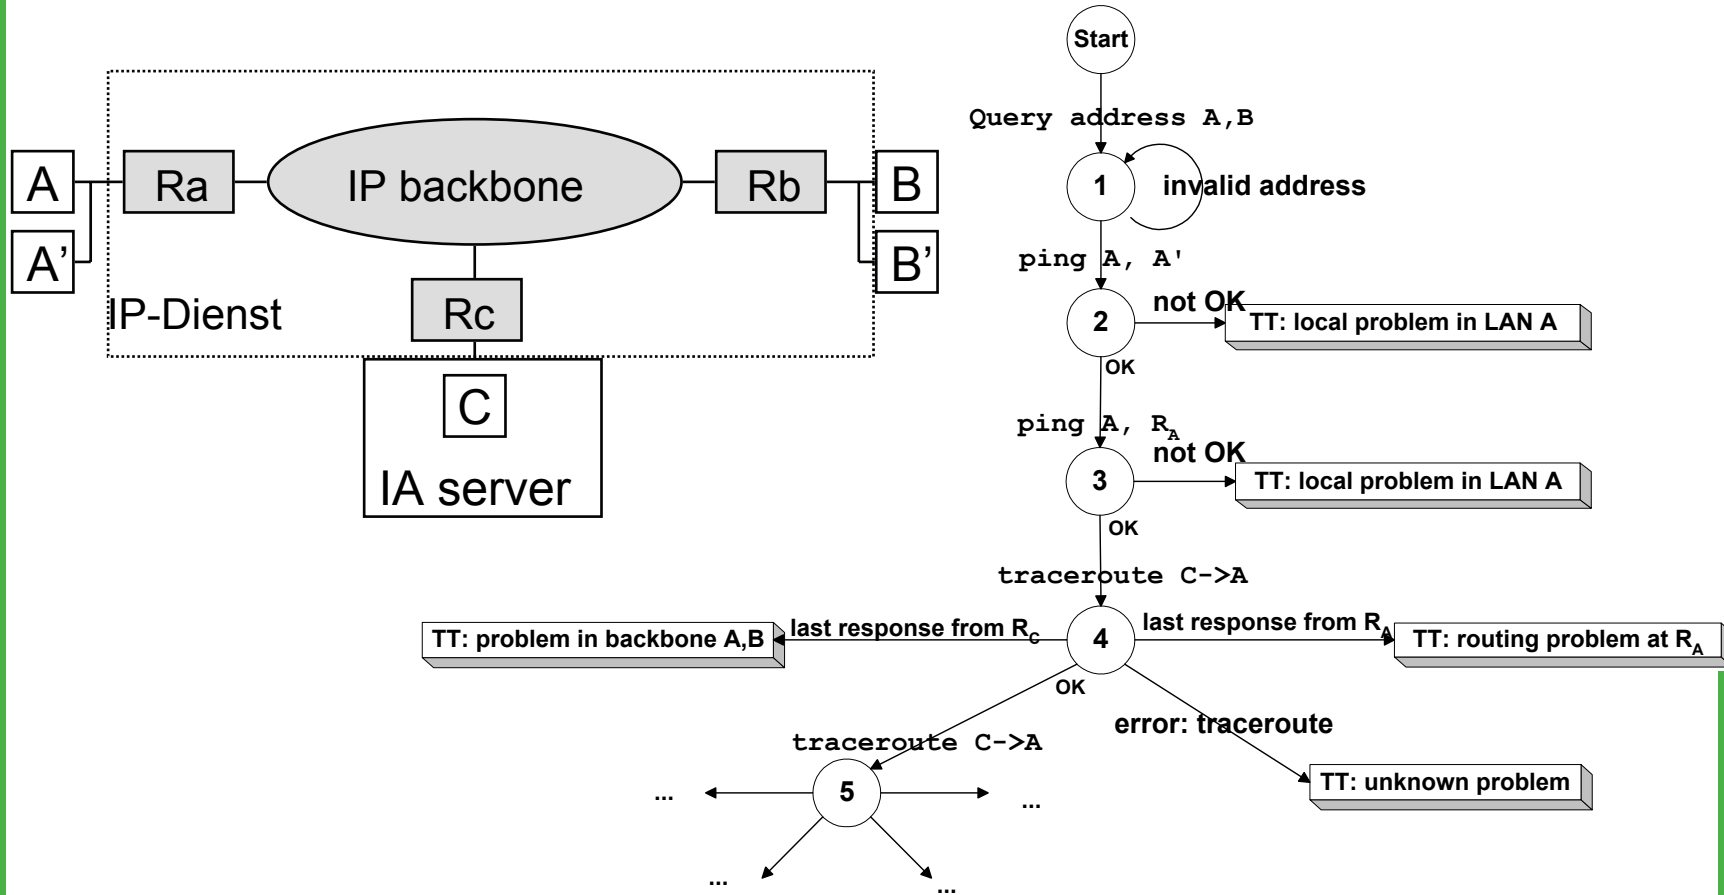 A
A'
Ra
IP backbone
Rb
B
B'
IP-Dienst
Rc
C
IA server
Start
Query address A,B
1
invalid address
ping A, A'
2
not OK
TT: local problem in LAN A
OK
ping A, RA
3
not OK
TT: local problem in LAN A
OK
traceroute C->A
4
last response from RC
TT: problem in backbone A,B
last response from RA
TT: routing problem at RA
OK
error: traceroute
TT: unknown problem
traceroute C->A
5
...
...
...
...